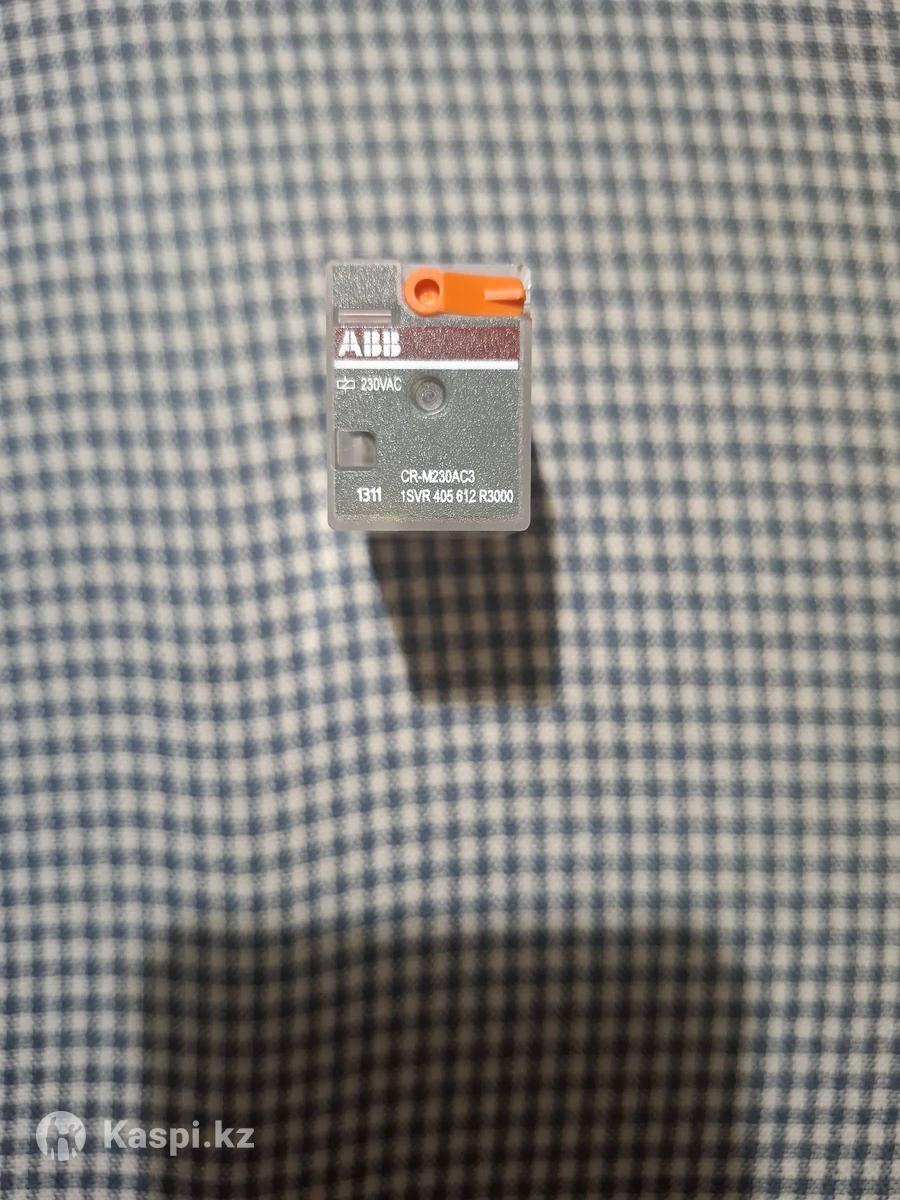 ABB
230VAC
CR-M230AC3
1311 1SVR 405 612 R3000
Kaspi.kz